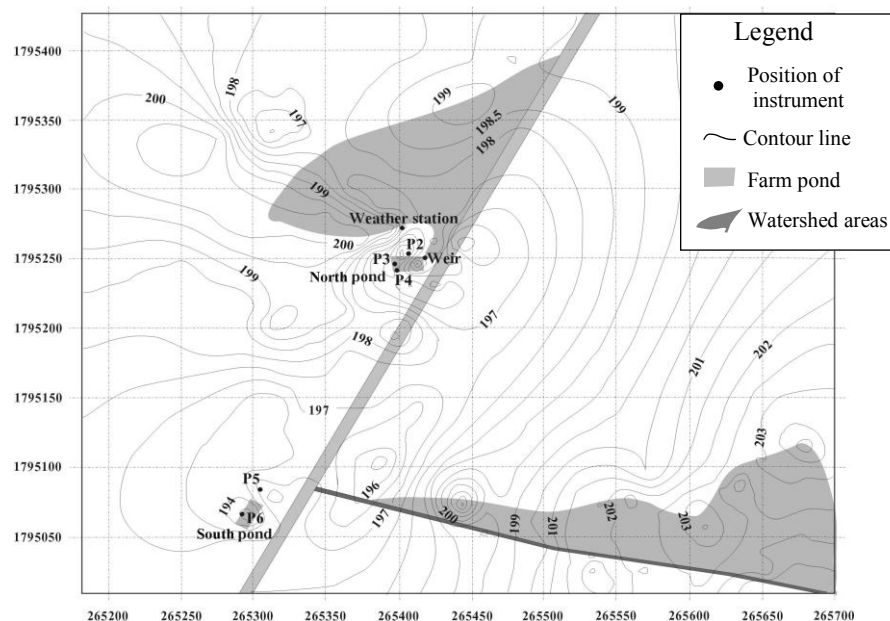 1795400
1795350
1795300
1795250
1795200
1795150
1795100
1795050
265200 265250 265300 265350 265400 265450 265500 265550 265600 265650 265700
198
200
197
199
198.5
198
199
199
Weather station
200
P2
P3
Weir
North pond P4
199
198
197
197
201
202
203
P5
194
P6
South pond
196
197
200
199
201
202
203
Legend
Position of
instrument
Contour line
Farm pond
Watershed areas